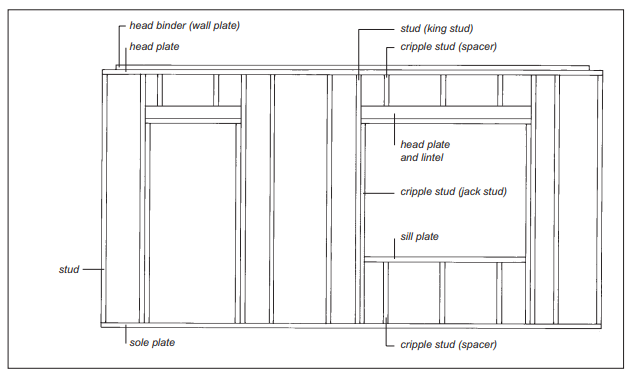 head binder (wall plate)
head plate
stud (king stud)
cripple stud (spacer)
head plate
and lintel
cripple stud (jack stud)
sill plate
stud
sole plate
cripple stud (spacer)